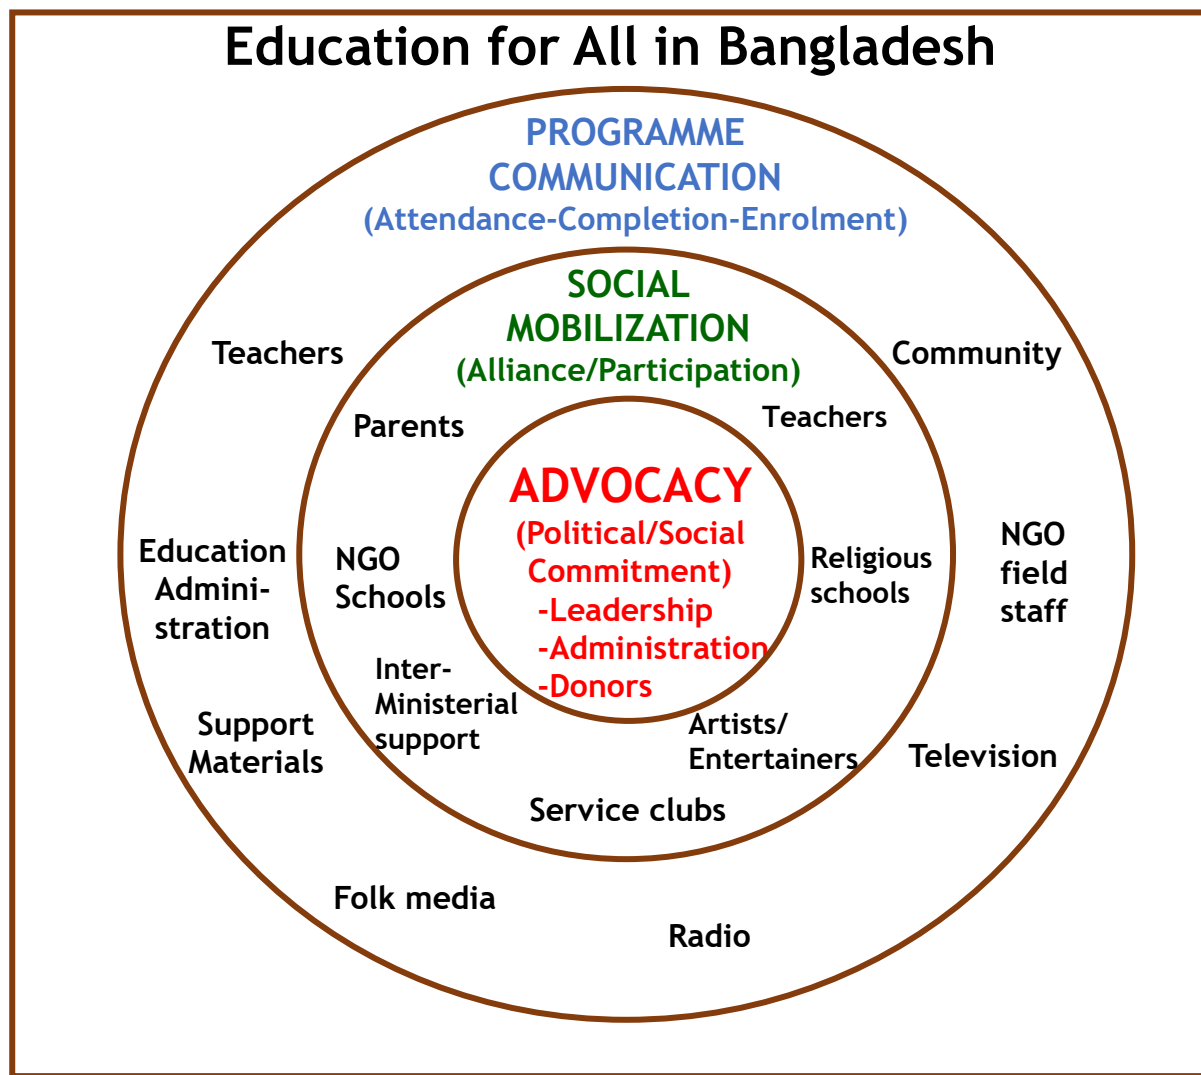 Education for All in Bangladesh
PROGRAMME
COMMUNICATION
(Attendance-Completion-Enrolment)
SOCIAL
MOBILIZATION
(Alliance/Participation)
Teachers
Community
Parents
Teachers
ADVOCACY
(Political/Social
Commitment)
-Leadership
-Administration
-Donors
Education
Admini-
stration
NGO
Schools
Religious
schools
NGO
field
staff
Inter-
Ministerial
support
Support
Materials
Artists/
Entertainers
Television
Service clubs
Folk media
Radio